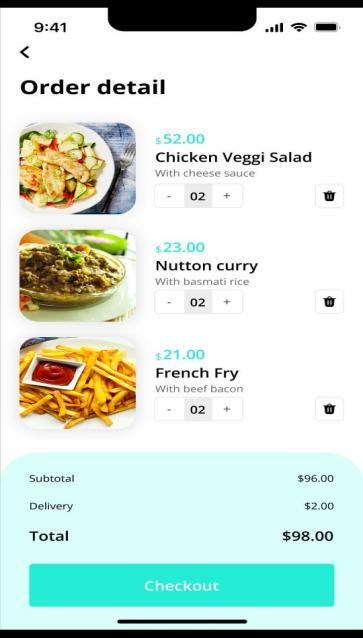 9:41
Order detail
$52.00
Chicken Veggi Salad
With cheese sauce
- 02 +
$23.00
Nutton curry
With basmati rice
- 02 +
$21.00
French Fry
With beef bacon
- 02 +
Subtotal $96.00
Delivery $2.00
Total $98.00
Checkout